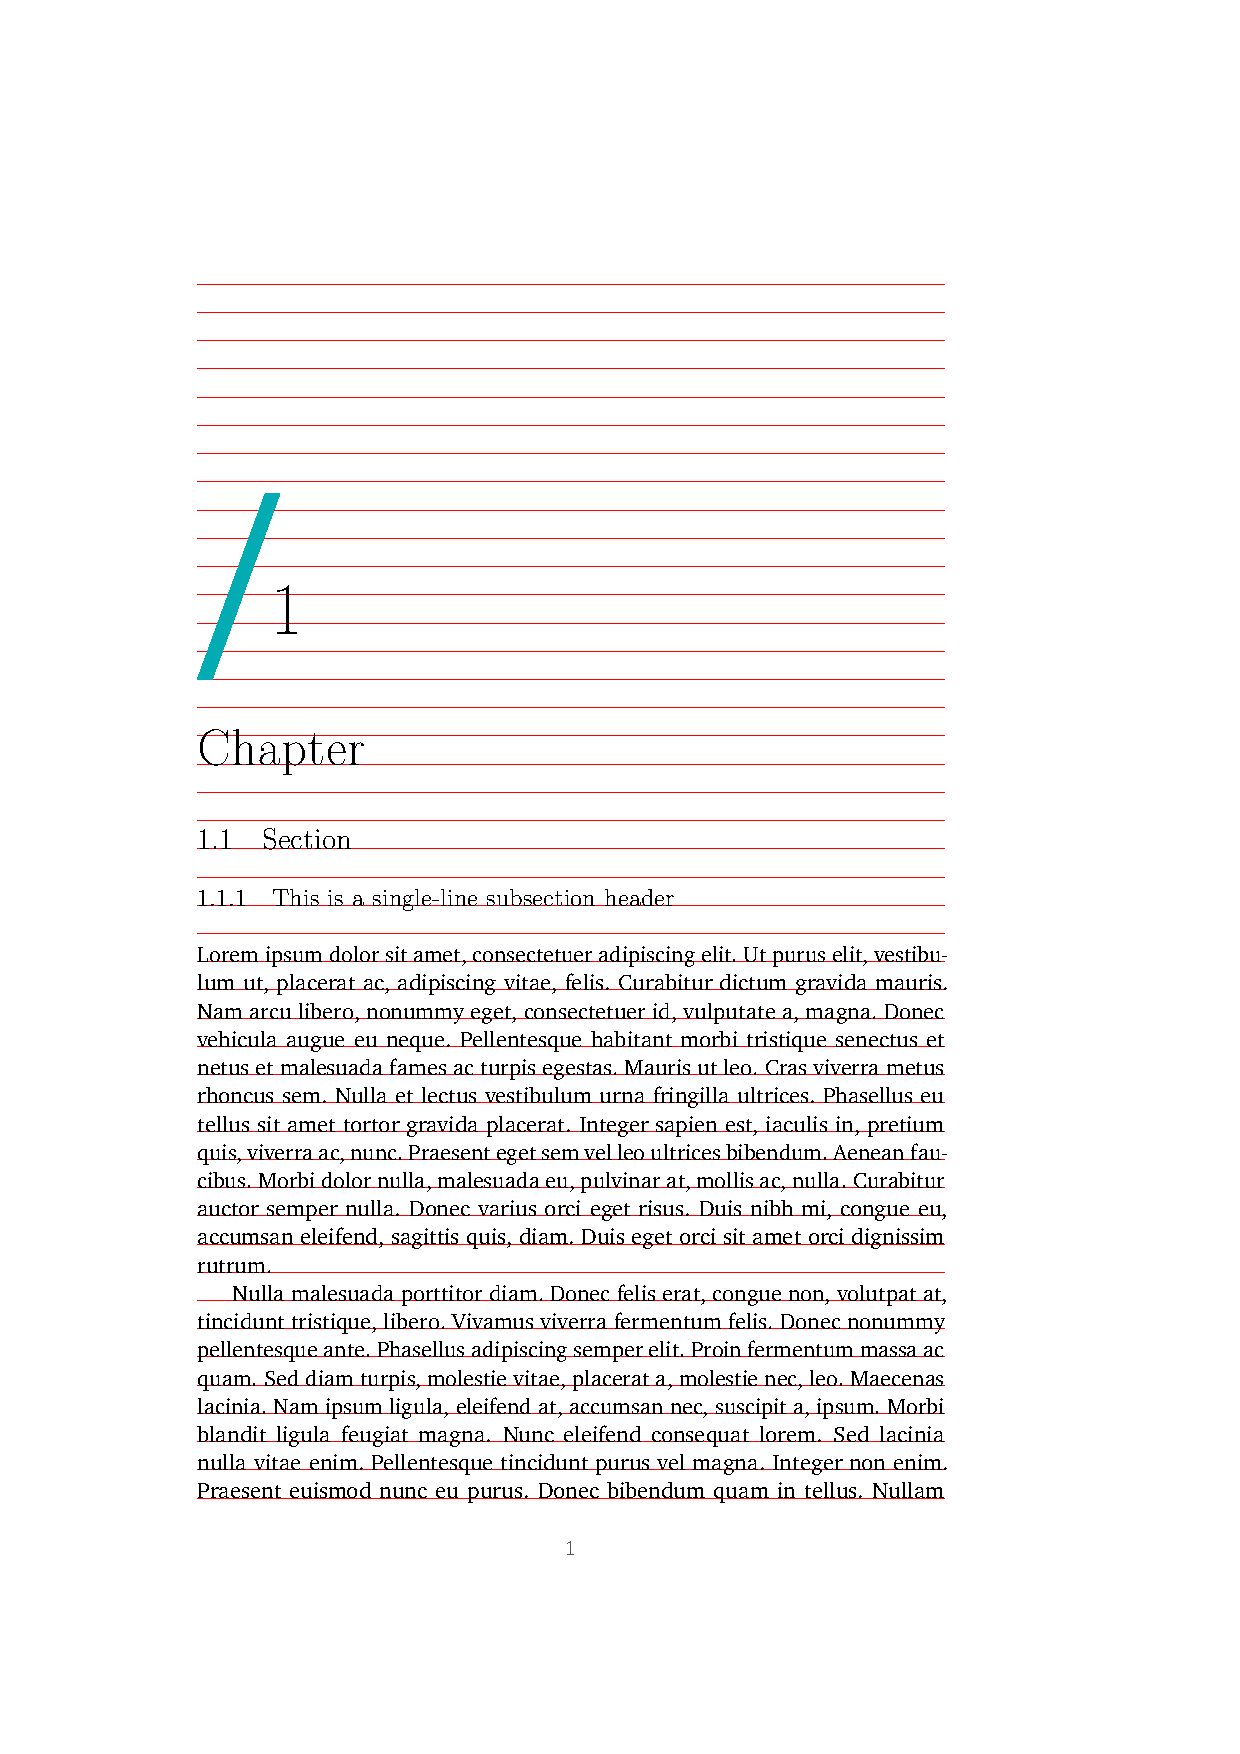 1
Chapter
1.1 Section
1.1.1 This is a single-line subsection header
Lorem ipsum dolor sit amet, consectetuer adipiscing elit. Ut purus elit, vestibu-
lum ut, placerat ac, adipiscing vitae, felis. Curabitur dictum gravida mauris.
Nam arcu libero, nonummy eget, consectetuer id, vulputate a, magna. Donec
vehicula augue eu neque. Pellentesque habitant morbi tristique senectus et
netus et malesuada fames ac turpis egestas. Mauris ut leo. Cras viverra metus
rhoncus sem. Nulla et lectus vestibulum urna fringilla ultrices. Phasellus eu
tellus sit amet tortor gravida placerat. Integer sapien est, iaculis in, pretium
quis, viverra ac, nunc. Praesent eget sem vel leo ultrices bibendum. Aenean fau-
cibus. Morbi dolor nulla, malesuada eu, pulvinar at, mollis ac, nulla. Curabitur
auctor semper nulla. Donec varius orci eget risus. Duis nibh mi, congue eu,
accumsan eleifend, sagittis quis, diam. Duis eget orci sit amet orci dignissim
rutrum.
Nulla malesuada porttitor diam. Donec felis erat, congue non, volutpat at,
tincidunt tristique, libero. Vivamus viverra fermentum felis. Donec nonummy
pellentesque ante. Phasellus adipiscing semper elit. Proin fermentum massa ac
quam. Sed diam turpis, molestie vitae, placerat a, molestie nec, leo. Maecenas
lacinia. Nam ipsum ligula, eleifend at, accumsan nec, suscipit a, ipsum. Morbi
blandit ligula feugiat magna. Nunc eleifend consequat lorem. Sed lacinia
nulla vitae enim. Pellentesque tincidunt purus vel magna. Integer non enim.
Praesent euismod nunc eu purus. Donec bibendum quam in tellus. Nullam
1